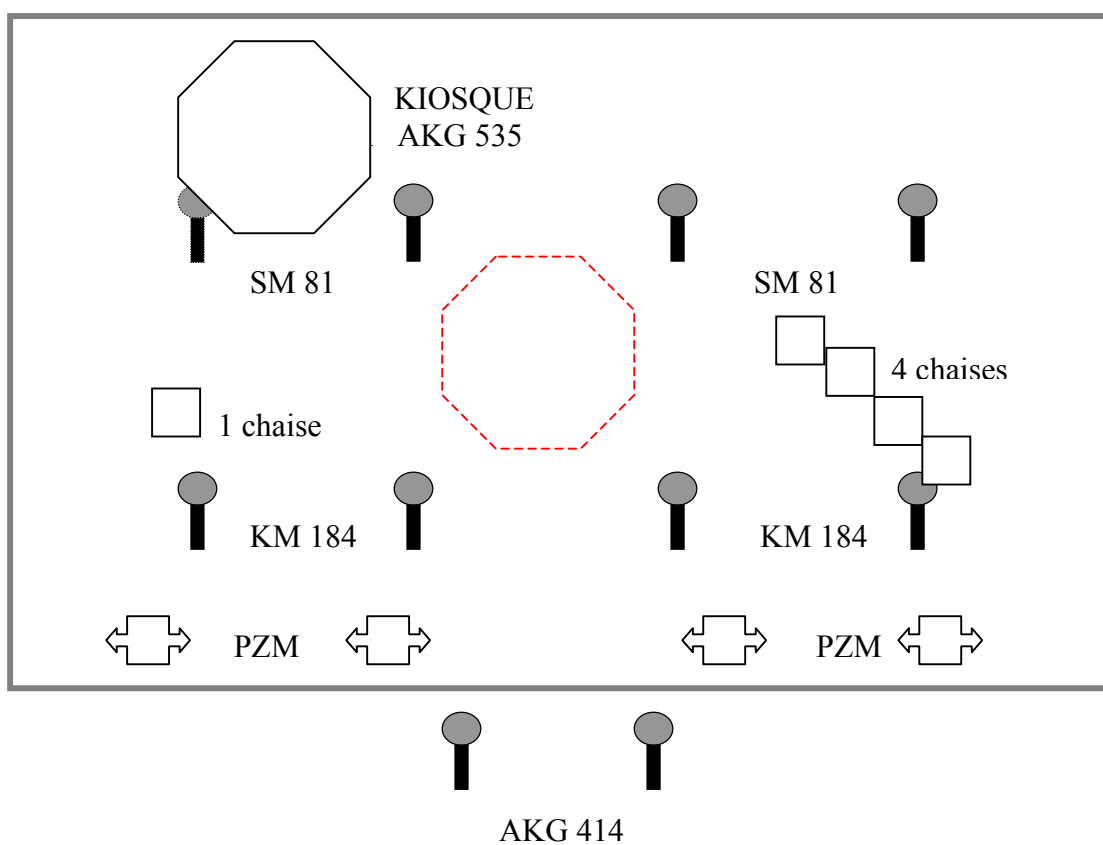 KIOSQUE
AKG 535
SM 81
SM 81
4 chaises
1 chaise
KM 184
KM 184
PZM
PZM
AKG 414